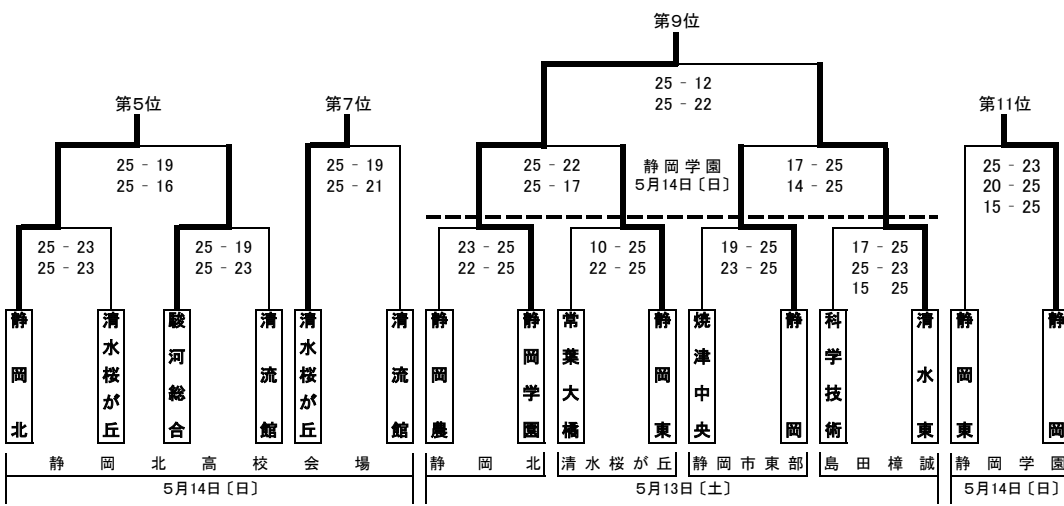 第9位
25 - 12
25 - 22
第5位
第7位
第11位
25 - 19
25 - 16
25 - 19
25 - 21
25 - 22
25 - 17
静岡学園
5月14日〔日〕
17 - 25
14 - 25
25 - 23
20 - 25
15 - 25
25 - 23
25 - 23
25 - 19
25 - 23
23 - 25
22 - 25
10 - 25
22 - 25
19 - 25
23 - 25
17 - 25
25 - 23
15 25
静岡北
清水桜が丘
駿河総合
清流館
清水桜が丘
清流館
静岡農
静岡学園
常葉大橘
静岡東
焼津中央
静岡
科学技術
清水東
静岡東
静岡
静岡北高校会場
静岡北
清水桜が丘
静岡市東部
島田樟誠
静岡学園
5月14日〔日〕
5月13日〔土〕
5月14日〔日〕